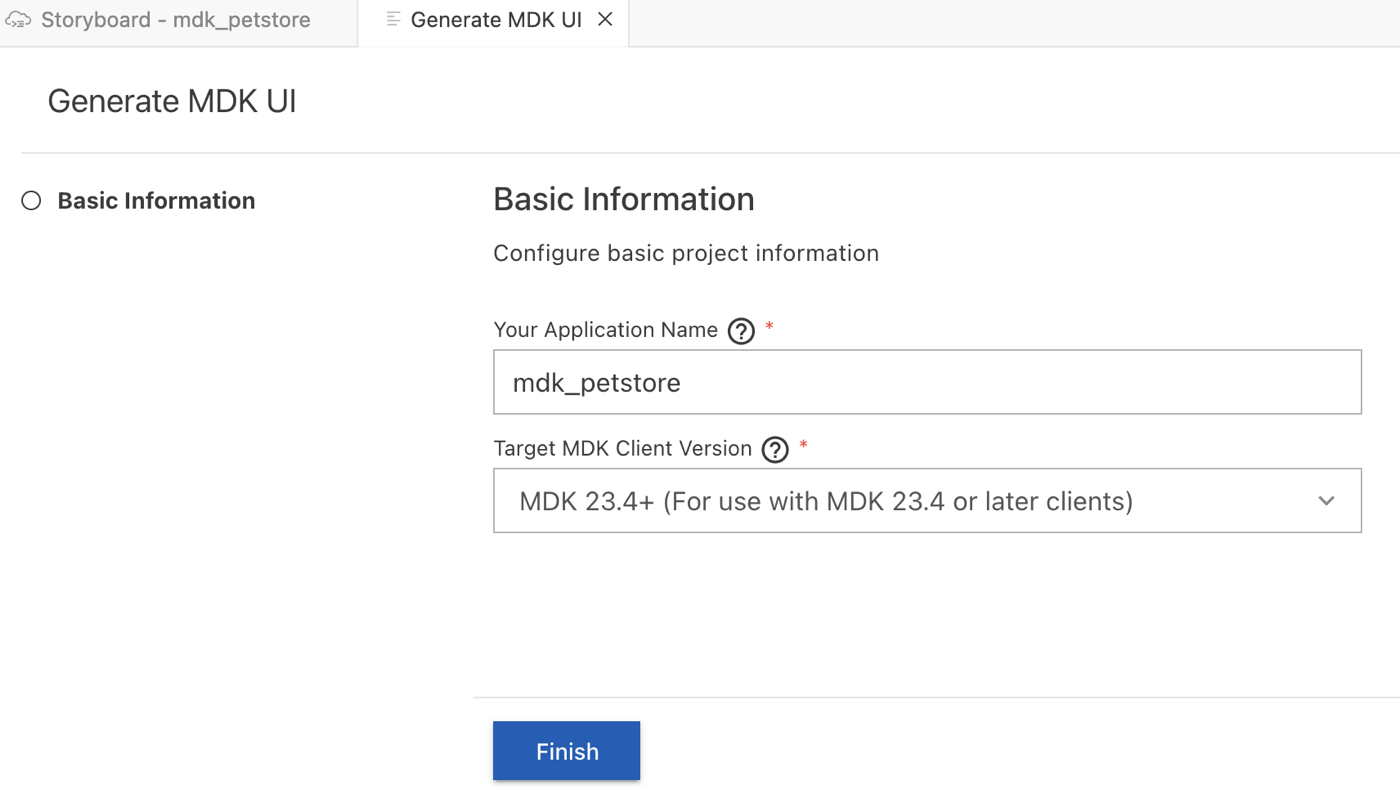 Storyboard - mdk_petstore
Generate MDK UI
Generate MDK UI
Basic Information
Basic Information
Configure basic project information
Your Application Name ? *
mdk_petstore
Target MDK Client Version ? *
MDK 23.4+ (For use with MDK 23.4 or later clients)
Finish